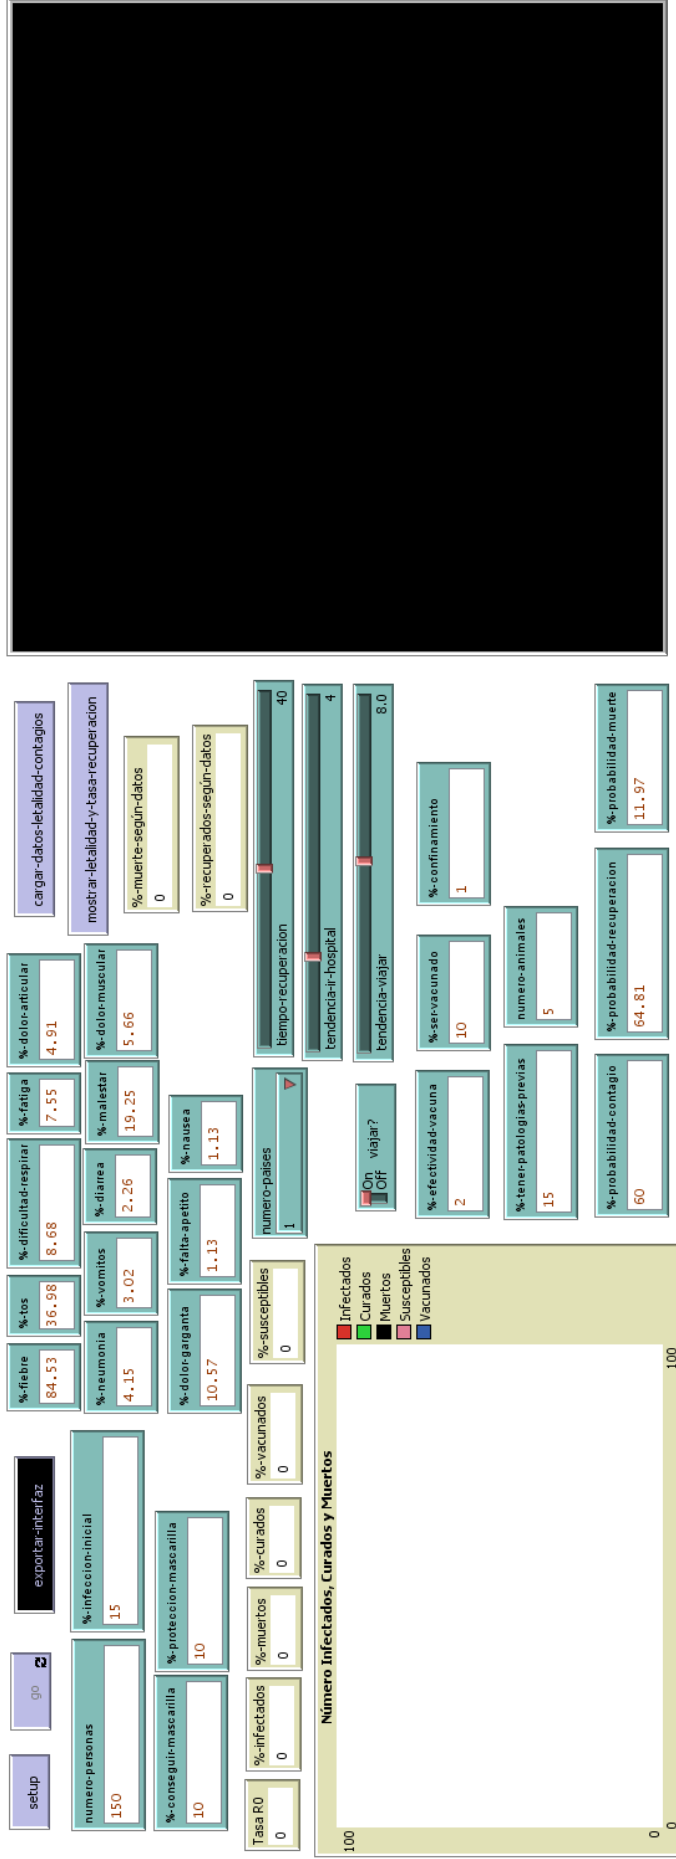 setup
go
exportar-interfaz
numero-personas
150
%-infeccion-inicial
15
%-conseguir-mascarilla
10
%-proteccion-mascarilla
10
%-fiebre
84.53
%-tos
36.98
%-dificultad-respirar
8.68
%-fatiga
7.55
%-dolor-articular
4.91
%-neumonia
4.15
%-vomitos
3.02
%-diarrea
2.26
%-malestar
19.25
%-dolor-muscular
5.66
%-dolor-garganta
10.57
%-falta-apetito
1.13
%-nausea
1.13
cargar-datos-letalidad-contagios
mostrar-letalidad-y-tasa-recuperacion
%-muerte-según-datos
0
%-recuperados-según-datos
0
Tasa R0
0
%-infectados
0
%-muertos
0
%-curados
0
%-vacunados
0
%-susceptibles
0
numero-paises
1
tiempo-recuperacion
40
tendencia-ir-hospital
4
viajar?
On
Off
tendencia-viajar
8.0
%-efectividad-vacuna
2
%-ser-vacunado
10
%-confinamiento
1
%-tener-patologias-previas
15
numero-animales
5
%-probabilidad-contagio
60
%-probabilidad-recuperacion
64.81
%-probabilidad-muerte
11.97
Número Infectados, Curados y Muertos
100
0
0
100
Infectados
Curados
Muertos
Susceptibles
Vacunados